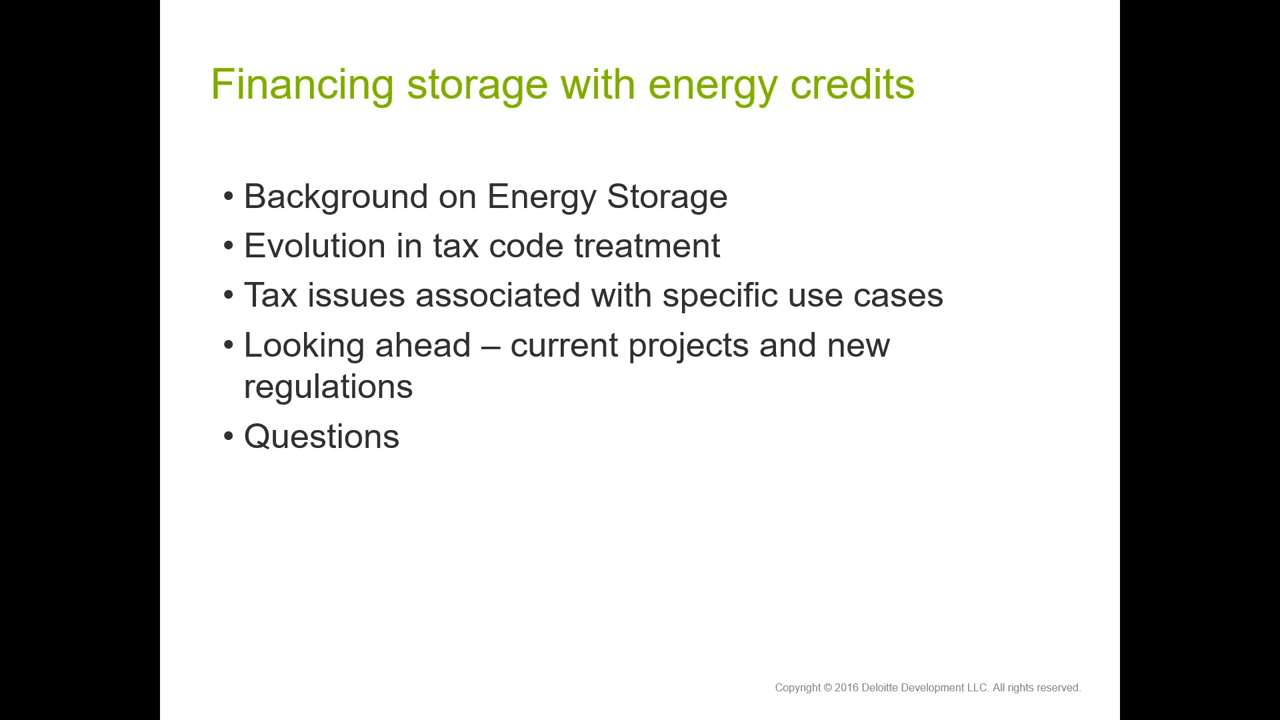 Financing storage with energy credits
• Background on Energy Storage
• Evolution in tax code treatment
• Tax issues associated with specific use cases
• Looking ahead – current projects and new
regulations
• Questions
Copyright © 2016 Deloitte Development LLC. All rights reserved.